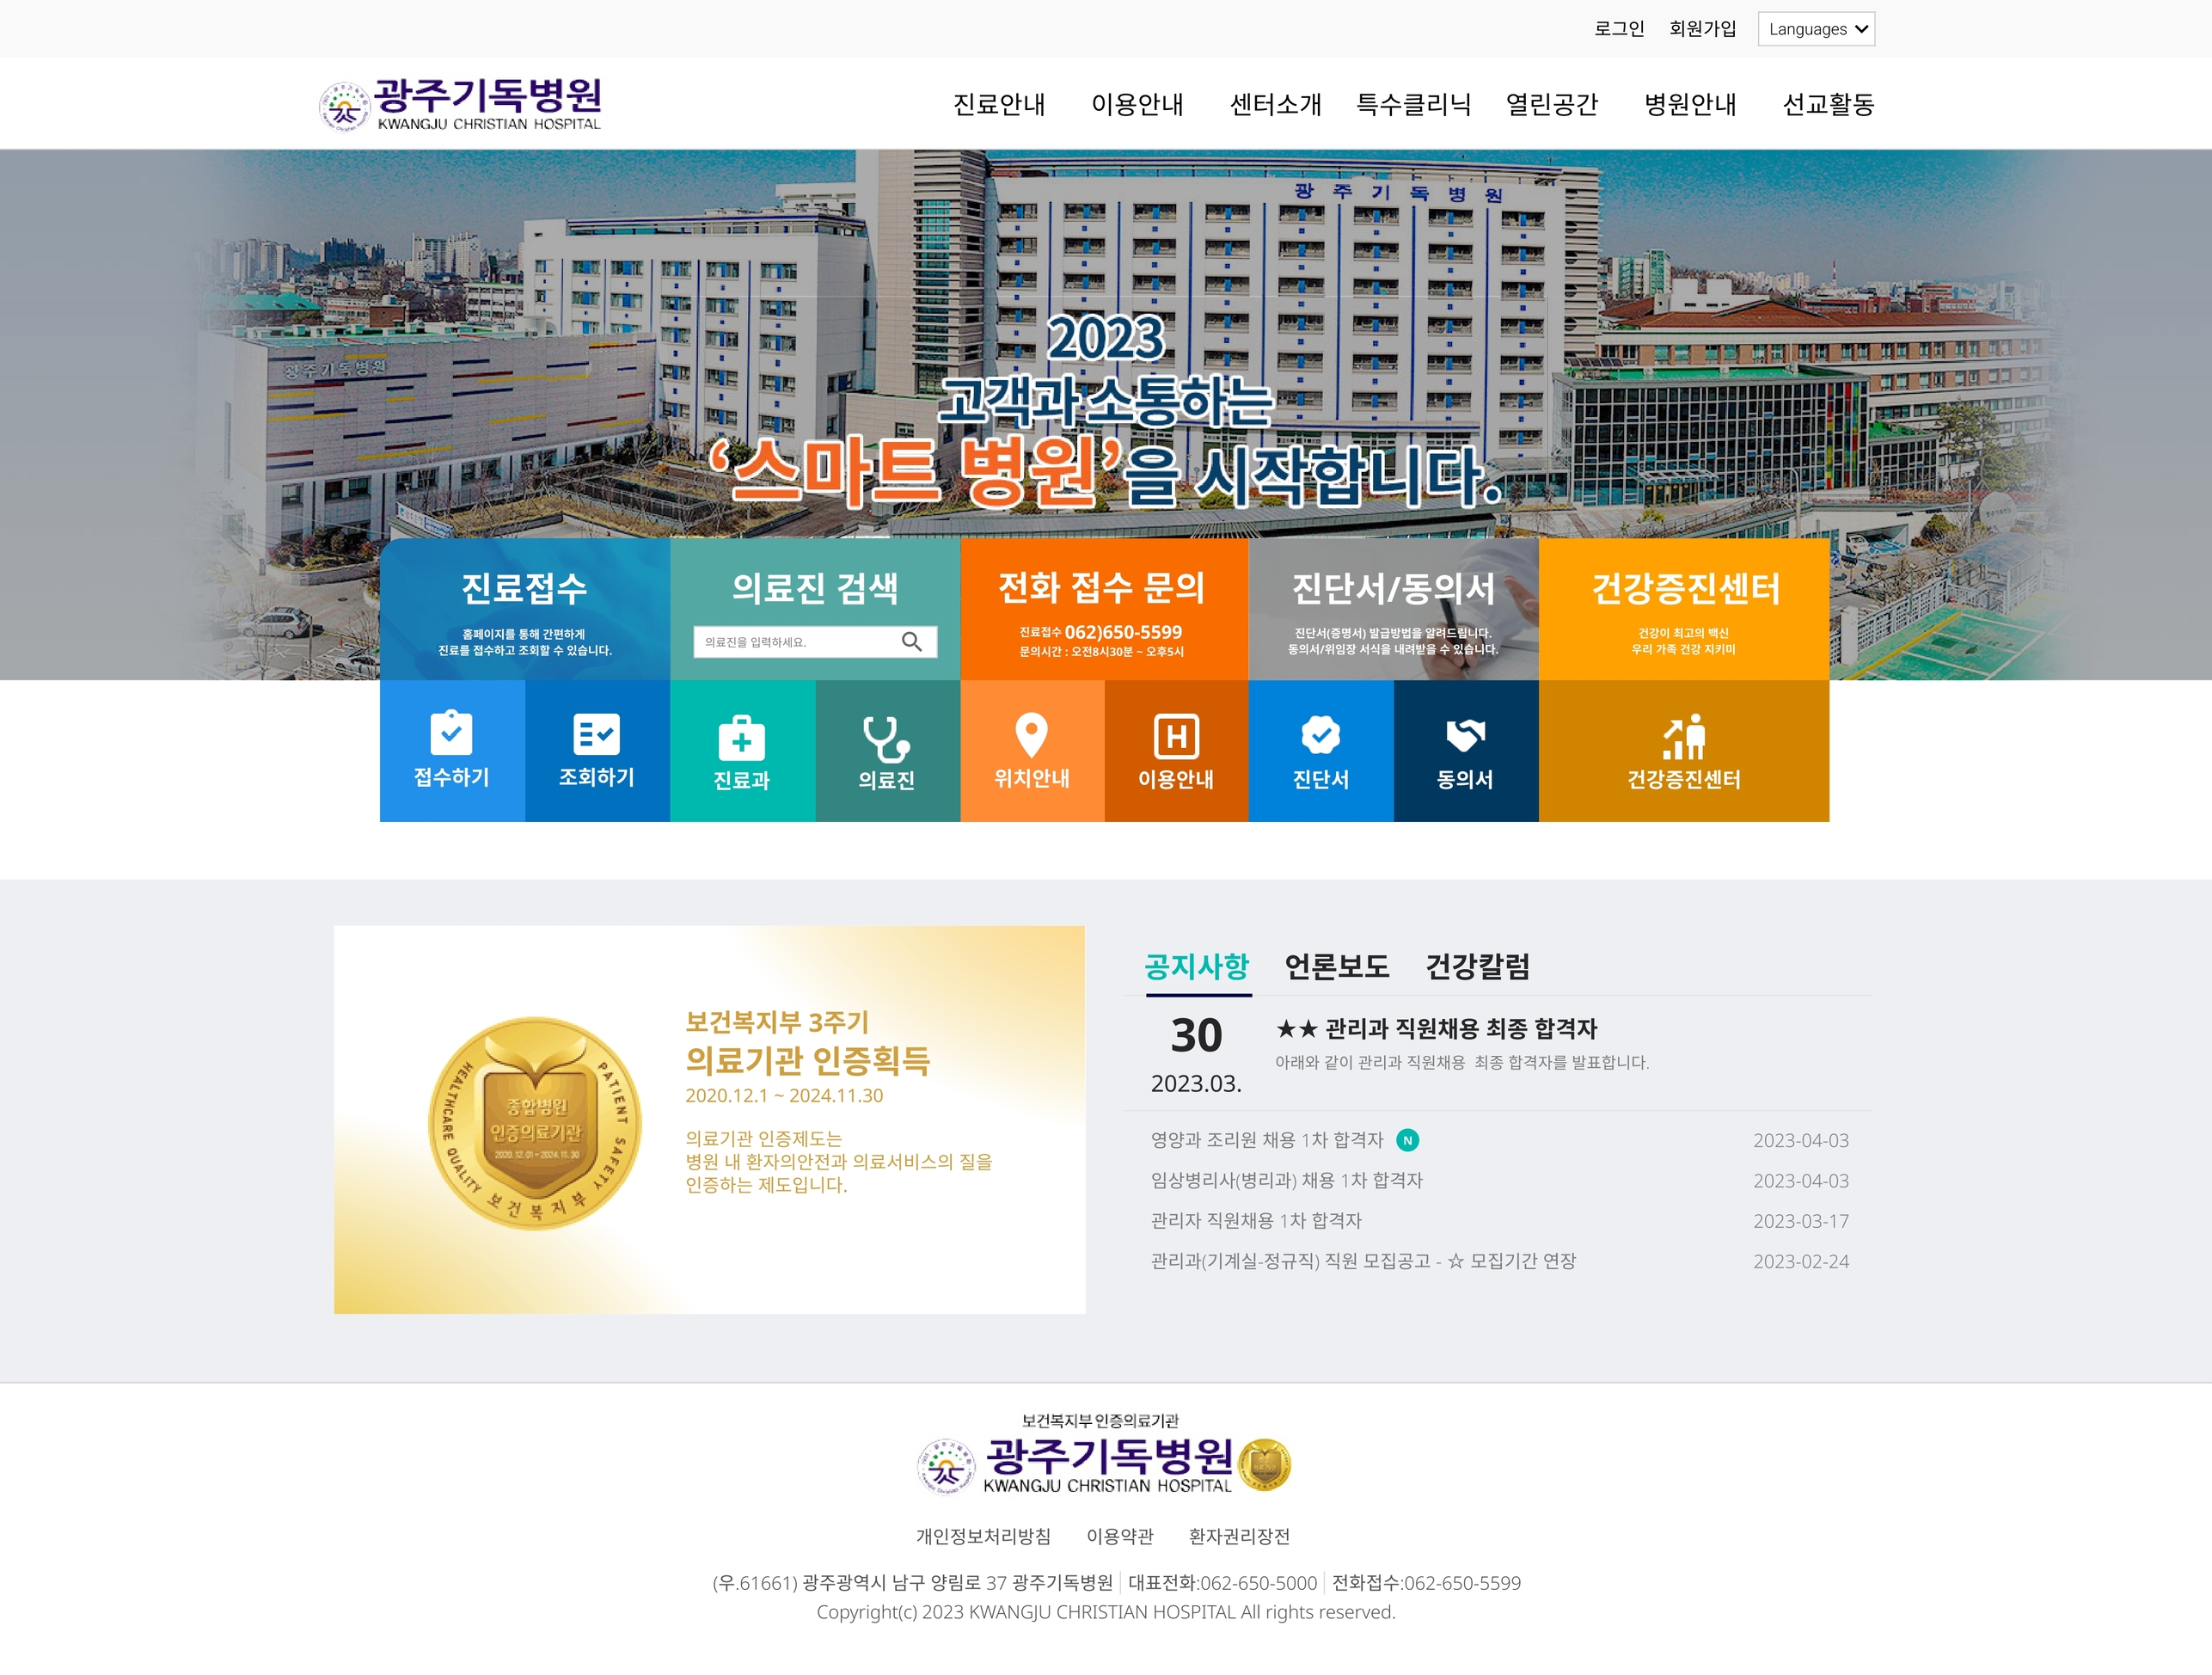 로그인 회원가입 Languages
광주기독병원
KWANGJU CHRISTIAN HOSPITAL
진료안내 이용안내 센터소개 특수클리닉 열린공간 병원안내 선교활동
광주기독병원
광주기독병원
2023
고객과 소통하는
‘스마트 병원’을 시작합니다.
진료접수
홈페이지를 통해 간편하게
진료를 접수하고 조회할 수 있습니다.
의료진 검색
의료진을 입력하세요.
전화 접수 문의
진료접수 062)650-5599
문의시간 : 오전8시30분 ~ 오후5시
진단서/동의서
진단서(증명서) 발급방법을 알려드립니다.
동의서/위임장 서식을 내려받을 수 있습니다.
건강증진센터
건강이 최고의 백신
우리 가족 건강 지키미
접수하기 조회하기 진료과 의료진 위치안내 H 이용안내 진단서 동의서 건강증진센터
HEALTHCARE QUALITY PATIENT SAFETY
종합병원
인증의료기관
2020.12.01~2024.11.30
보건복지부
보건복지부 3주기
의료기관 인증획득
2020.12.1 ~ 2024.11.30
의료기관 인증제도는
병원 내 환자의안전과 의료서비스의 질을
인증하는 제도입니다.
공지사항 언론보도 건강칼럼
30
2023.03.
★★ 관리과 직원채용 최종 합격자
아래와 같이 관리과 직원채용 최종 합격자를 발표합니다.
영양과 조리원 채용 1차 합격자 N 2023-04-03
임상병리사(병리과) 채용 1차 합격자 2023-04-03
관리자 직원채용 1차 합격자 2023-03-17
관리과(기계실-정규직) 직원 모집공고 - ☆ 모집기간 연장 2023-02-24
보건복지부 인증의료기관
광주기독병원
KWANGJU CHRISTIAN HOSPITAL
개인정보처리방침 이용약관 환자권리장전
(우.61661) 광주광역시 남구 양림로 37 광주기독병원 대표전화:062-650-5000 전화접수:062-650-5599
Copyright(c) 2023 KWANGJU CHRISTIAN HOSPITAL All rights reserved.